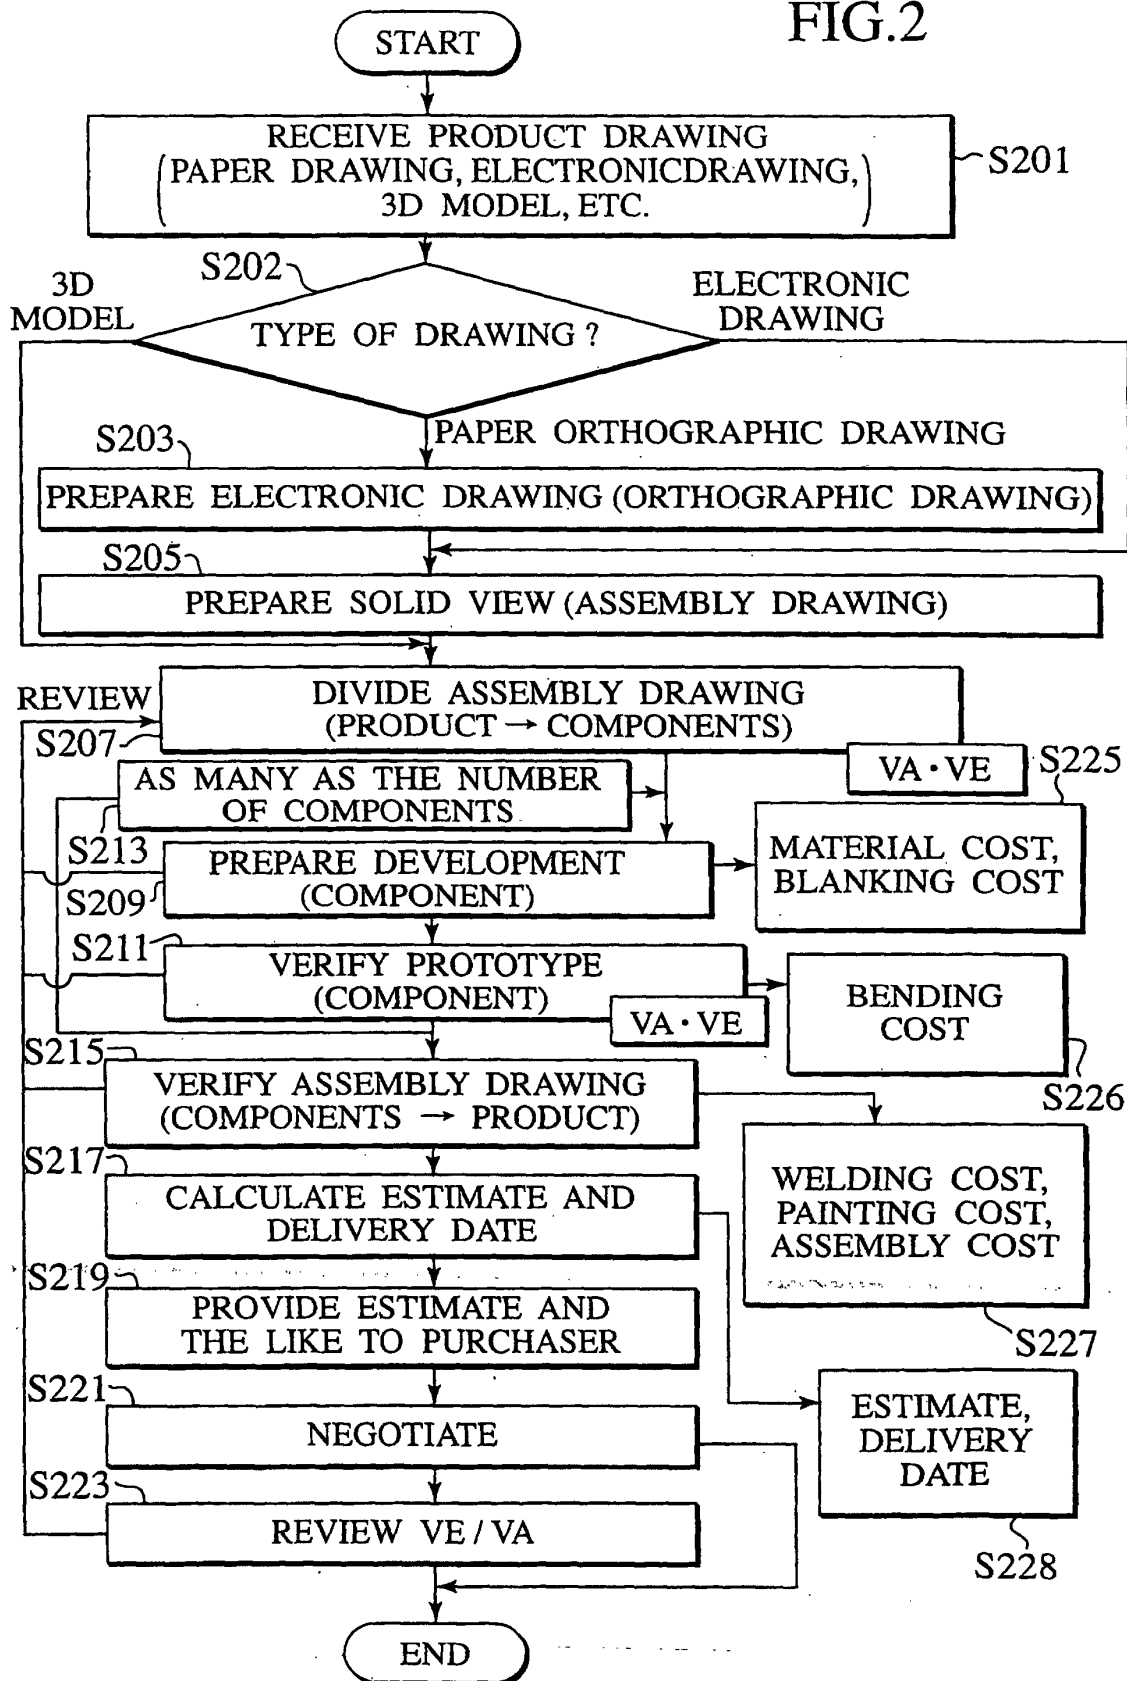 FIG.2
START
RECEIVE PRODUCT DRAWING
(PAPER DRAWING, ELECTRONICDRAWING,
3D MODEL, ETC.)
S201
S202
3D
MODEL
TYPE OF DRAWING ?
ELECTRONIC
DRAWING
PAPER ORTHOGRAPHIC DRAWING
S203
PREPARE ELECTRONIC DRAWING (ORTHOGRAPHIC DRAWING)
S205
PREPARE SOLID VIEW (ASSEMBLY DRAWING)
REVIEW
DIVIDE ASSEMBLY DRAWING
(PRODUCT → COMPONENTS)
S207
VA・VE
AS MANY AS THE NUMBER
OF COMPONENTS
S213
S225
MATERIAL COST,
BLANKING COST
PREPARE DEVELOPMENT
(COMPONENT)
S209
S211
VERIFY PROTOTYPE
(COMPONENT)
VA・VE
BENDING
COST
S226
S215
VERIFY ASSEMBLY DRAWING
(COMPONENTS → PRODUCT)
S217
CALCULATE ESTIMATE AND
DELIVERY DATE
WELDING COST,
PAINTING COST,
ASSEMBLY COST
S227
S219
PROVIDE ESTIMATE AND
THE LIKE TO PURCHASER
S221
NEGOTIATE
ESTIMATE,
DELIVERY
DATE
S228
S223
REVIEW VE / VA
END